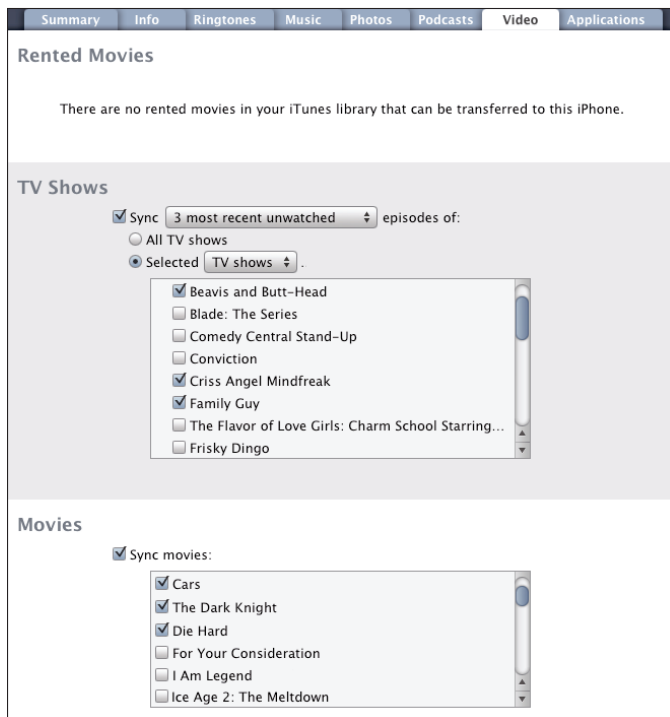 Summary Info Ringtones Music Photos Podcasts Video Applications
Rented Movies
There are no rented movies in your iTunes library that can be transferred to this iPhone.
TV Shows
Sync 3 most recent unwatched episodes of:
All TV shows
Selected TV shows .
Beavis and Butt-Head
Blade: The Series
Comedy Central Stand-Up
Conviction
Criss Angel Mindfreak
Family Guy
The Flavor of Love Girls: Charm School Starring...
Frisky Dingo
Movies
Sync movies:
Cars
The Dark Knight
Die Hard
For Your Consideration
I Am Legend
Ice Age 2: The Meltdown